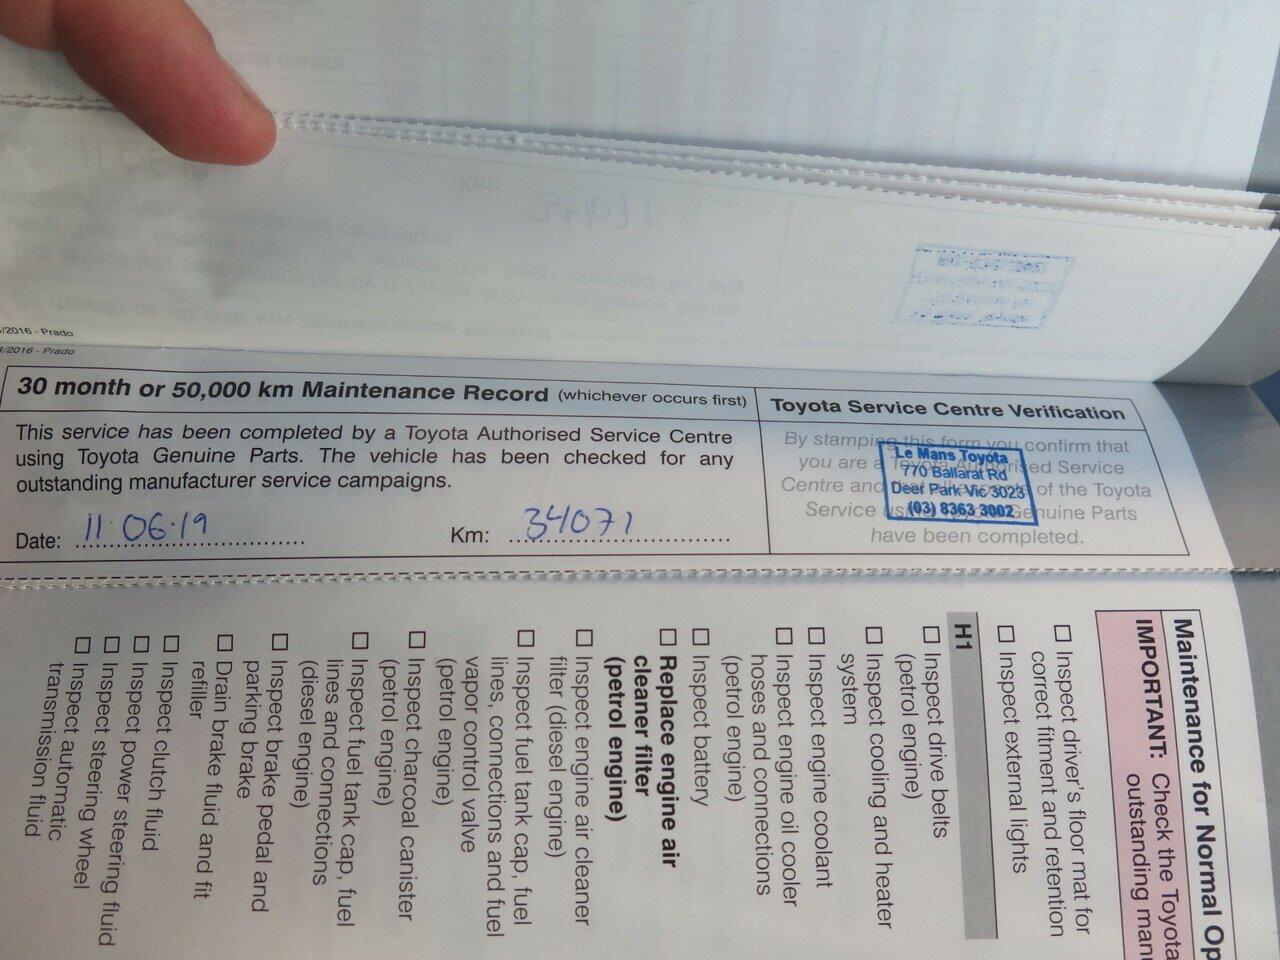 /2016 - Prado
/2016 - Prado
30 month or 50,000 km Maintenance Record (whichever occurs first)
This service has been completed by a Toyota Authorised Service Centre
using Toyota Genuine Parts. The vehicle has been checked for any
outstanding manufacturer service campaigns.
Date: 11·06·19
Km: 34071
Toyota Service Centre Verification
By stamping this form you confirm that
you are a Toyota Authorised Service
Centre and that all aspects of the Toyota
Service using Toyota Genuine Parts
have been completed.
Le Mans Toyota
770 Ballarat Rd
Deer Park Vic 3023
(03) 8363 3002
Maintenance for Normal Op
IMPORTANT: Check the Toyota
outstanding man
Inspect driver's floor mat for
correct fitment and retention
Inspect external lights
H1
Inspect drive belts
(petrol engine)
Inspect cooling and heater
system
Inspect engine coolant
Inspect engine oil cooler
hoses and connections
(petrol engine)
Inspect battery
Replace engine air
cleaner filter
(petrol engine)
Inspect engine air cleaner
filter (diesel engine)
Inspect fuel tank cap, fuel
lines, connections and fuel
vapor control valve
(petrol engine)
Inspect charcoal canister
(petrol engine)
Inspect fuel tank cap, fuel
lines and connections
(diesel engine)
Inspect brake pedal and
parking brake
Drain brake fluid and fit
refiller
Inspect clutch fluid
Inspect power steering fluid
Inspect steering wheel
Inspect automatic
transmission fluid